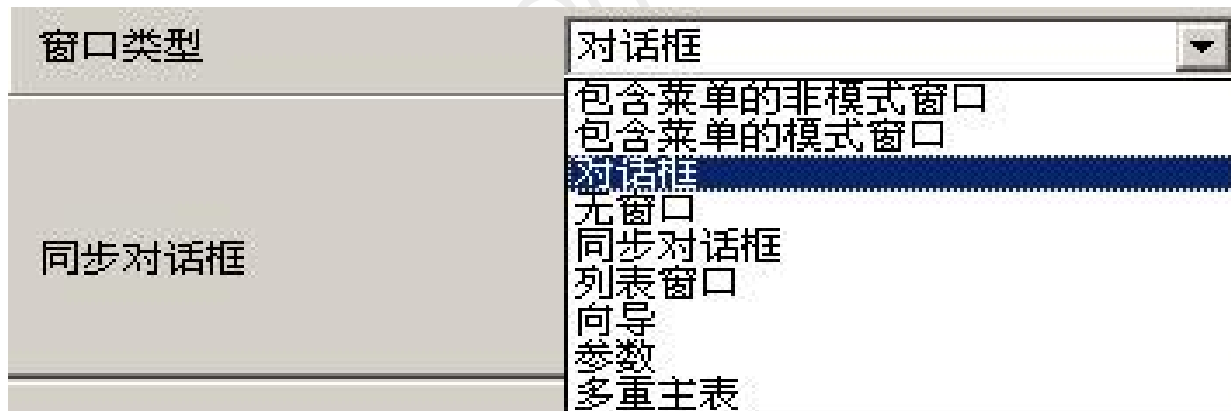 窗口类型
对话框
包含菜单的非模式窗口
包含菜单的模式窗口
对话框
无窗口
同步对话框
同步对话框
列表窗口
向导
参数
多重主表